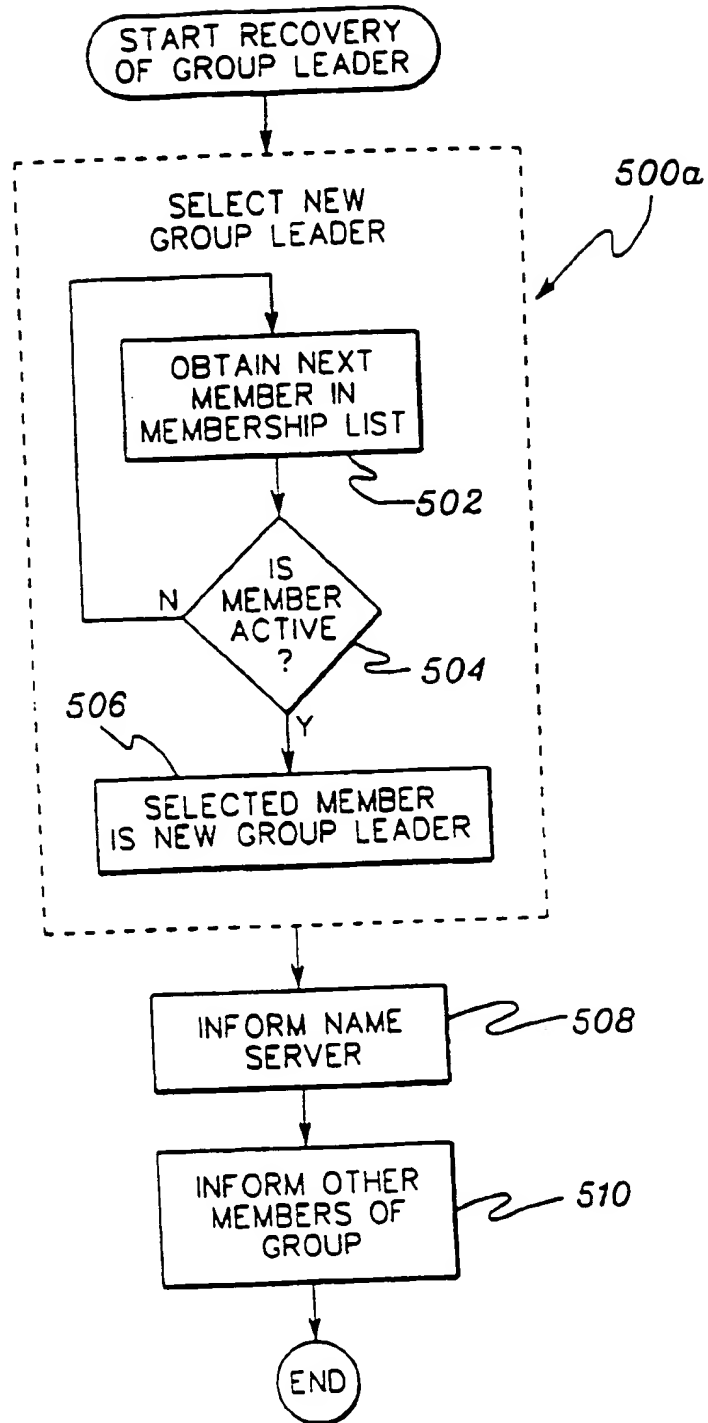 START RECOVERY
OF GROUP LEADER
500a
SELECT NEW
GROUP LEADER
OBTAIN NEXT
MEMBER IN
MEMBERSHIP LIST
502
IS
MEMBER
ACTIVE
?
N
504
506
Y
SELECTED MEMBER
IS NEW GROUP LEADER
INFORM NAME
SERVER
508
INFORM OTHER
MEMBERS OF
GROUP
510
END